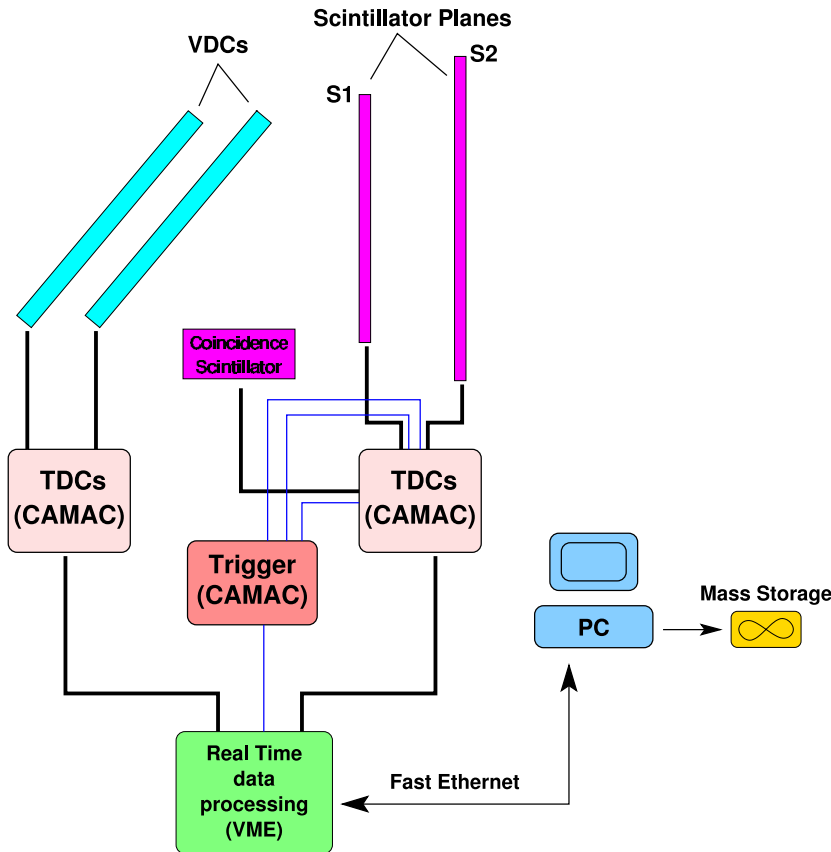 Scintillator Planes
VDCs
S2
S1
Coincidence
Scintillator
TDCs
(CAMAC)
TDCs
(CAMAC)
Trigger
(CAMAC)
Mass Storage
PC
Real Time
data
processing
(VME)
Fast Ethernet